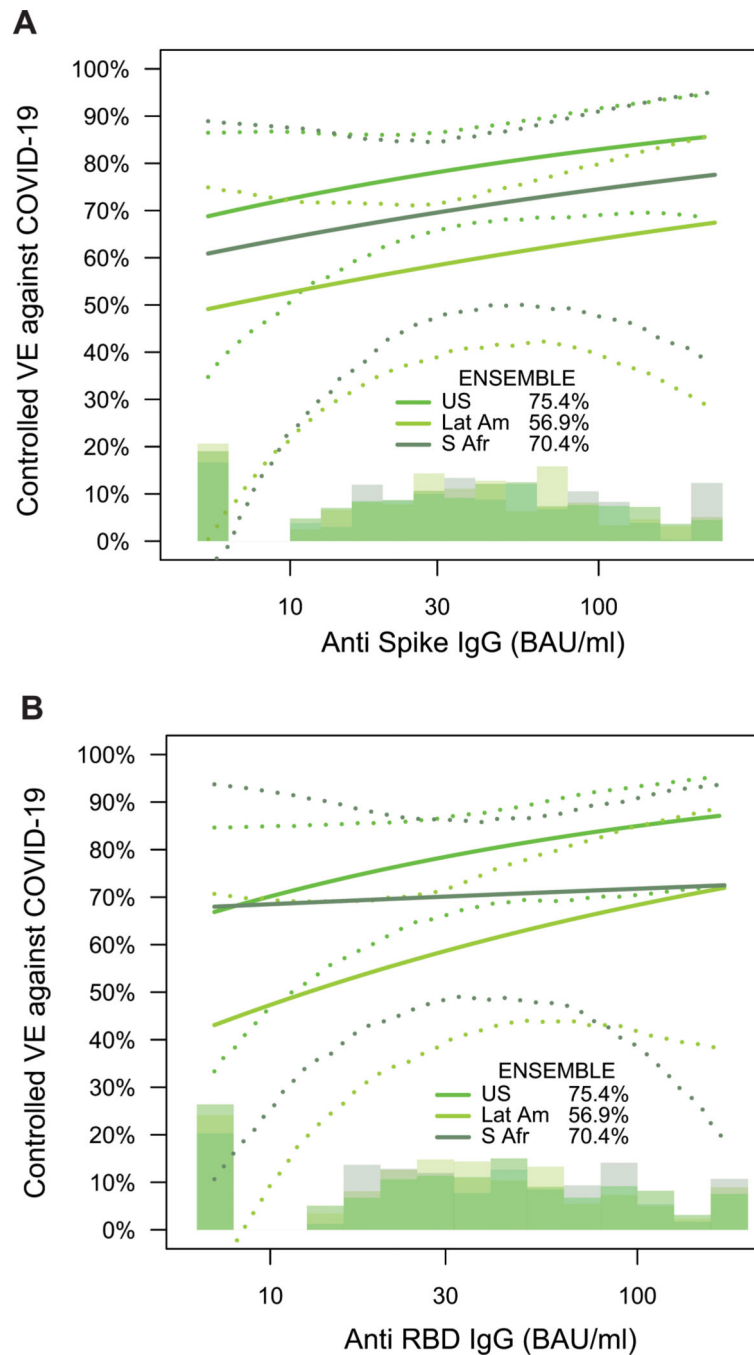 A
Controlled VE against COVID-19
100%
90%
80%
70%
60%
50%
40%
30%
20%
10%
0%
ENSEMBLE
US 75.4%
Lat Am 56.9%
S Afr 70.4%
10 30 100
Anti Spike IgG (BAU/ml)
B
Controlled VE against COVID-19
100%
90%
80%
70%
60%
50%
40%
30%
20%
10%
0%
ENSEMBLE
US 75.4%
Lat Am 56.9%
S Afr 70.4%
10 30 100
Anti RBD IgG (BAU/ml)